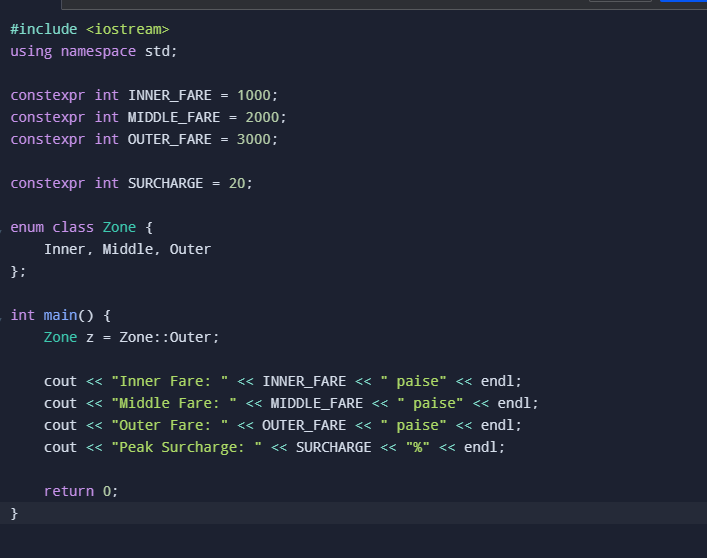 #include <iostream>
using namespace std;
constexpr int INNER_FARE = 1000;
constexpr int MIDDLE_FARE = 2000;
constexpr int OUTER_FARE = 3000;
constexpr int SURCHARGE = 20;
enum class Zone {
    Inner, Middle, Outer
};
int main() {
    Zone z = Zone::Outer;
    cout << "Inner Fare: " << INNER_FARE << " paise" << endl;
    cout << "Middle Fare: " << MIDDLE_FARE << " paise" << endl;
    cout << "Outer Fare: " << OUTER_FARE << " paise" << endl;
    cout << "Peak Surcharge: " << SURCHARGE << "%" << endl;
    return 0;
}